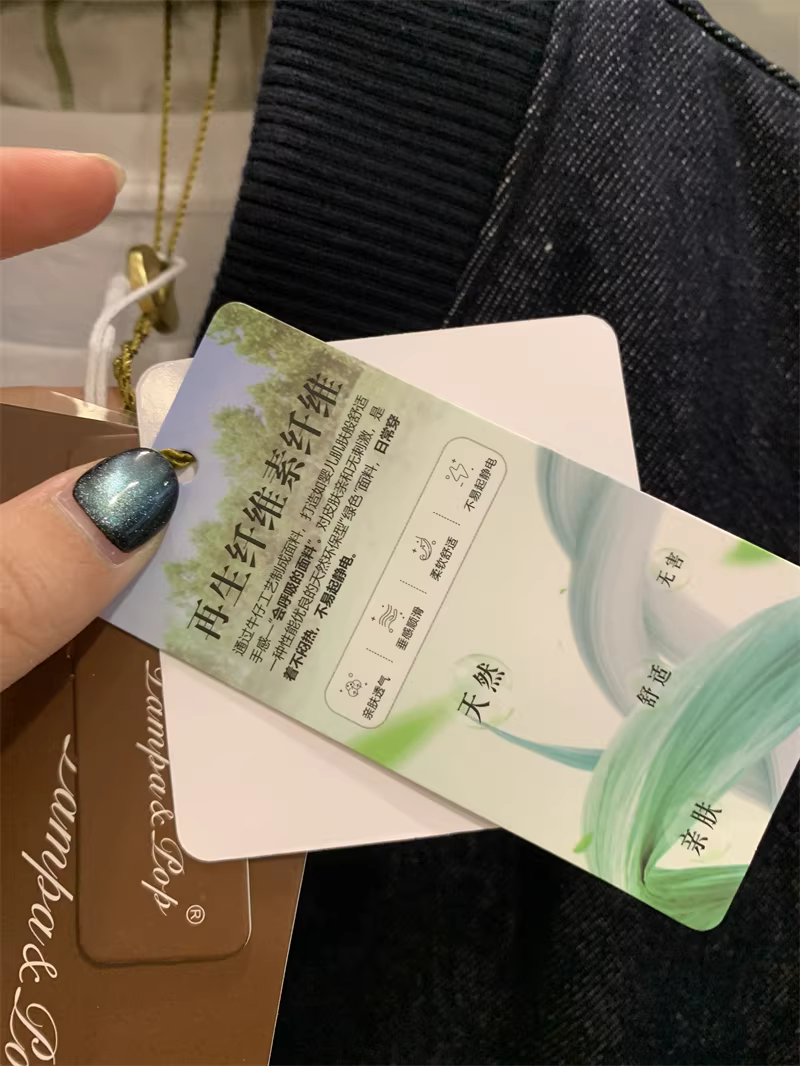 再生纤维素纤维
通过牛仔工艺制成面料，打造如婴儿肌肤般舒适
手感—“会呼吸的面料”。对皮肤亲和无刺激，是
一种性能优良的天然环保型“绿色”面料，日常穿
着不闷热，不易起静电。
亲肤透气
垂感顺滑
柔软舒适
不易起静电
天然
无害
舒适
亲肤
Lampa & Pop®
Lampa & Po